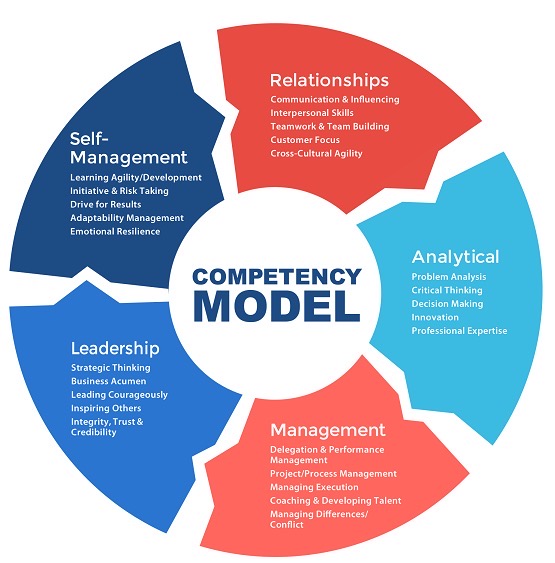 Relationships
Communication & Influencing
Interpersonal Skills
Teamwork & Team Building
Customer Focus
Cross-Cultural Agility
Self-
Management
Learning Agility/Development
Initiative & Risk Taking
Drive for Results
Adaptability Management
Emotional Resilience
Analytical
Problem Analysis
Critical Thinking
Decision Making
Innovation
Professional Expertise
COMPETENCY
MODEL
Leadership
Strategic Thinking
Business Acumen
Leading Courageously
Inspiring Others
Integrity, Trust &
Credibility
Management
Delegation & Performance
Management
Project/Process Management
Managing Execution
Coaching & Developing Talent
Managing Differences/
Conflict